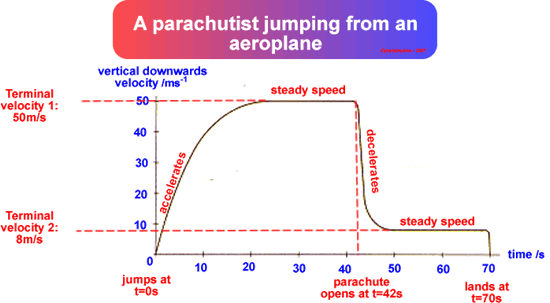 A parachutist jumping from an
aeroplane
vertical downwards
velocity /ms-1
steady speed
Terminal
velocity 1:
50m/s
50
40
30
20
10
0
accelerates
decelerates
Terminal
velocity 2:
8m/s
steady speed
10
20
30
40
50
60
70
time /s
jumps at
t=0s
parachute
opens at t=42s
lands at
t=70s